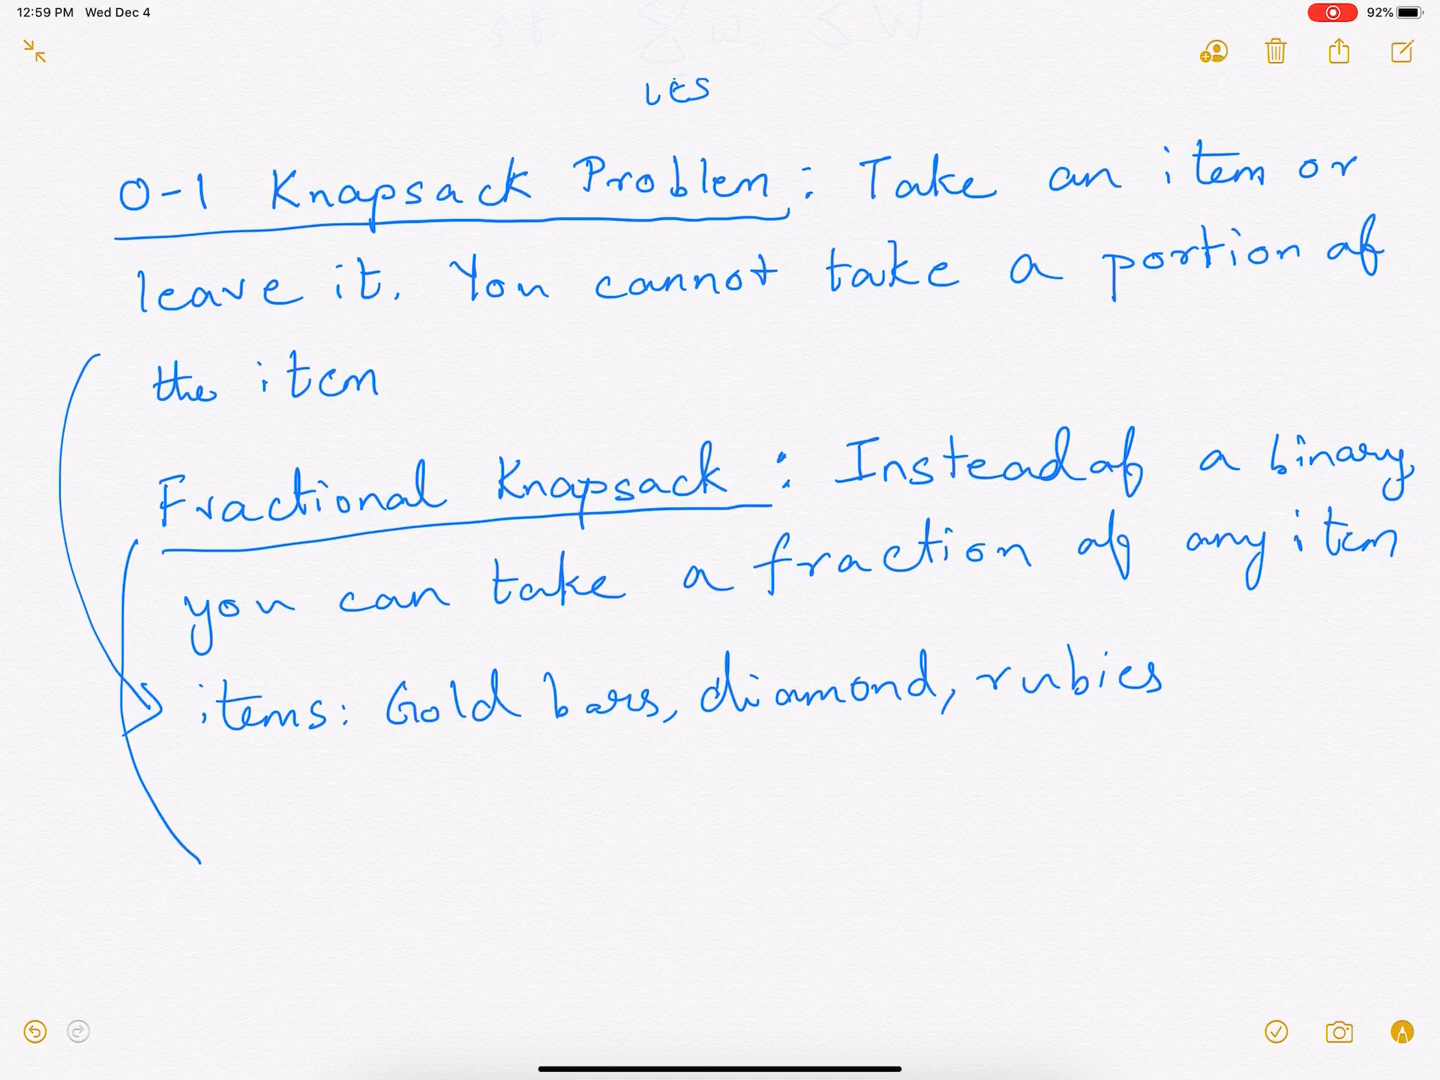 12:59 PM Wed Dec 4
92%
0-1 Knapsack Problem: Take an item or
leave it. You cannot take a portion of
the item
Fractional Knapsack: Instead of a binary,
you can take a fraction of any item
items: Gold bars, diamond, rubies